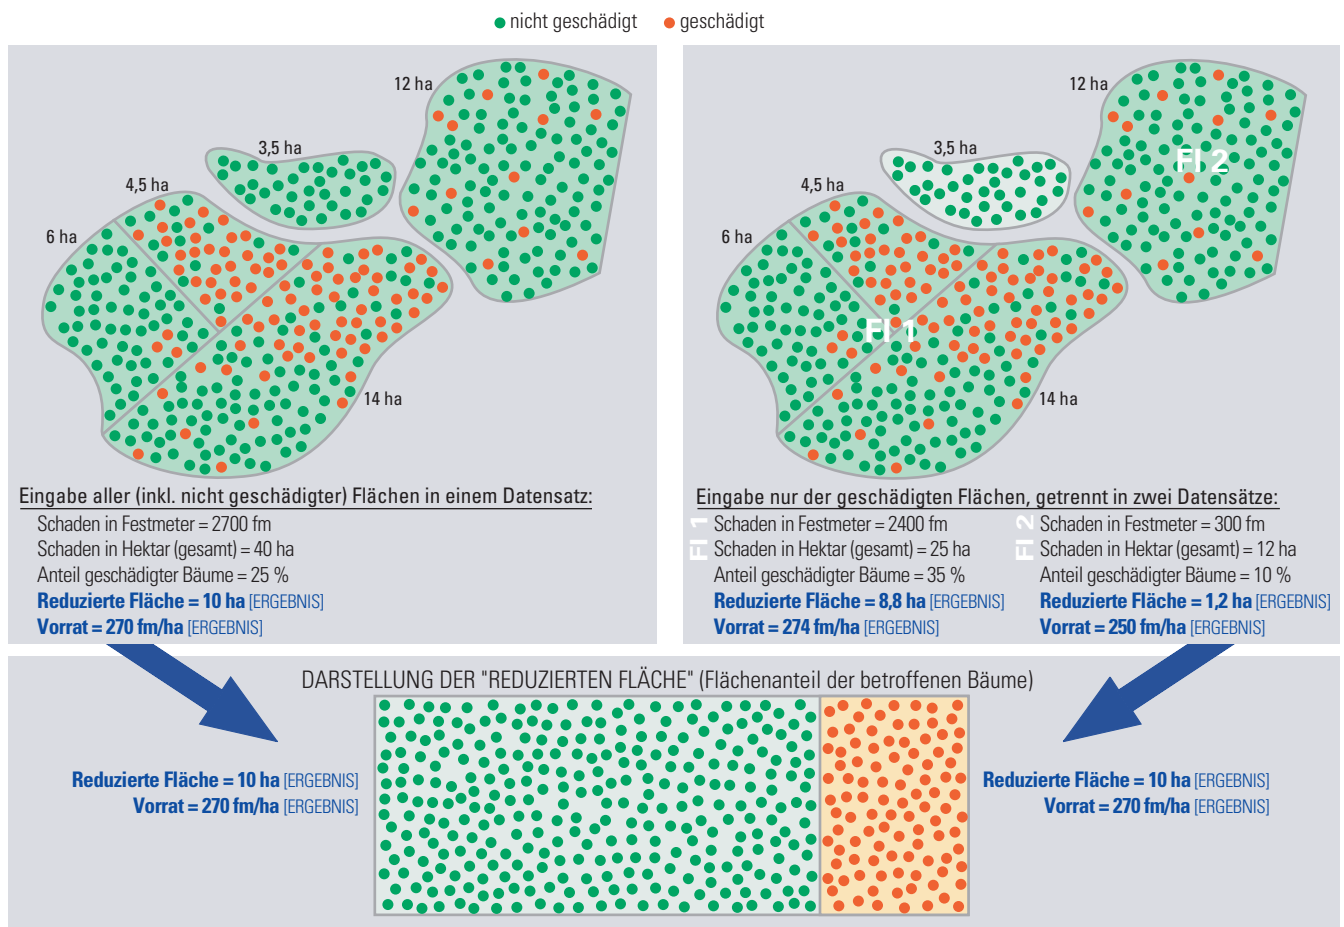 nicht geschädigt geschädigt
12 ha
3,5 ha
4,5 ha
6 ha
14 ha
Eingabe aller (inkl. nicht geschädigter) Flächen in einem Datensatz:
Schaden in Festmeter = 2700 fm
Schaden in Hektar (gesamt) = 40 ha
Anteil geschädigter Bäume = 25 %
Reduzierte Fläche = 10 ha [ERGEBNIS]
Vorrat = 270 fm/ha [ERGEBNIS]
12 ha
Fl 2
3,5 ha
4,5 ha
6 ha
Fl 1
14 ha
Eingabe nur der geschädigten Flächen, getrennt in zwei Datensätze:
Fl 1
Schaden in Festmeter = 2400 fm
Schaden in Hektar (gesamt) = 25 ha
Anteil geschädigter Bäume = 35 %
Reduzierte Fläche = 8,8 ha [ERGEBNIS]
Vorrat = 274 fm/ha [ERGEBNIS]
Fl 2
Schaden in Festmeter = 300 fm
Schaden in Hektar (gesamt) = 12 ha
Anteil geschädigter Bäume = 10 %
Reduzierte Fläche = 1,2 ha [ERGEBNIS]
Vorrat = 250 fm/ha [ERGEBNIS]
DARSTELLUNG DER "REDUZIERTEN FLÄCHE" (Flächenanteil der betroffenen Bäume)
Reduzierte Fläche = 10 ha [ERGEBNIS]
Vorrat = 270 fm/ha [ERGEBNIS]
Reduzierte Fläche = 10 ha [ERGEBNIS]
Vorrat = 270 fm/ha [ERGEBNIS]